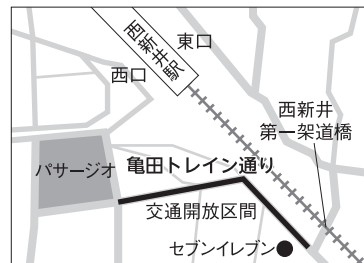 東口
西新井駅
西口
西新井
第一架道橋
パサージオ
亀田トレイン通り
交通開放区間
セブンイレブン